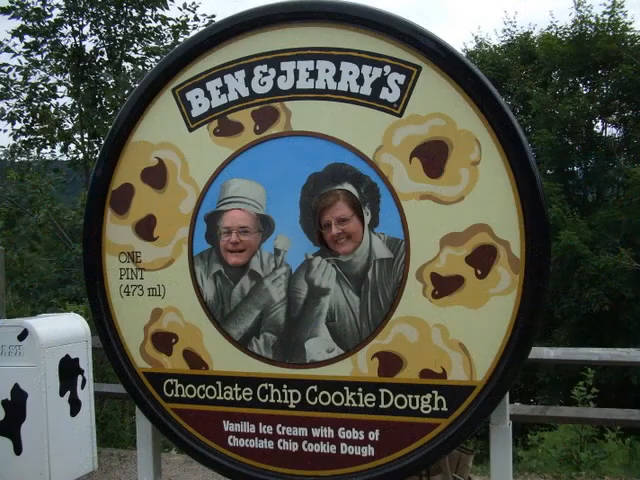 BEN & JERRY'S
ONE
PINT
(473 ml)
ASH
Chocolate Chip Cookie Dough
Vanilla Ice Cream with Gobs of
Chocolate Chip Cookie Dough